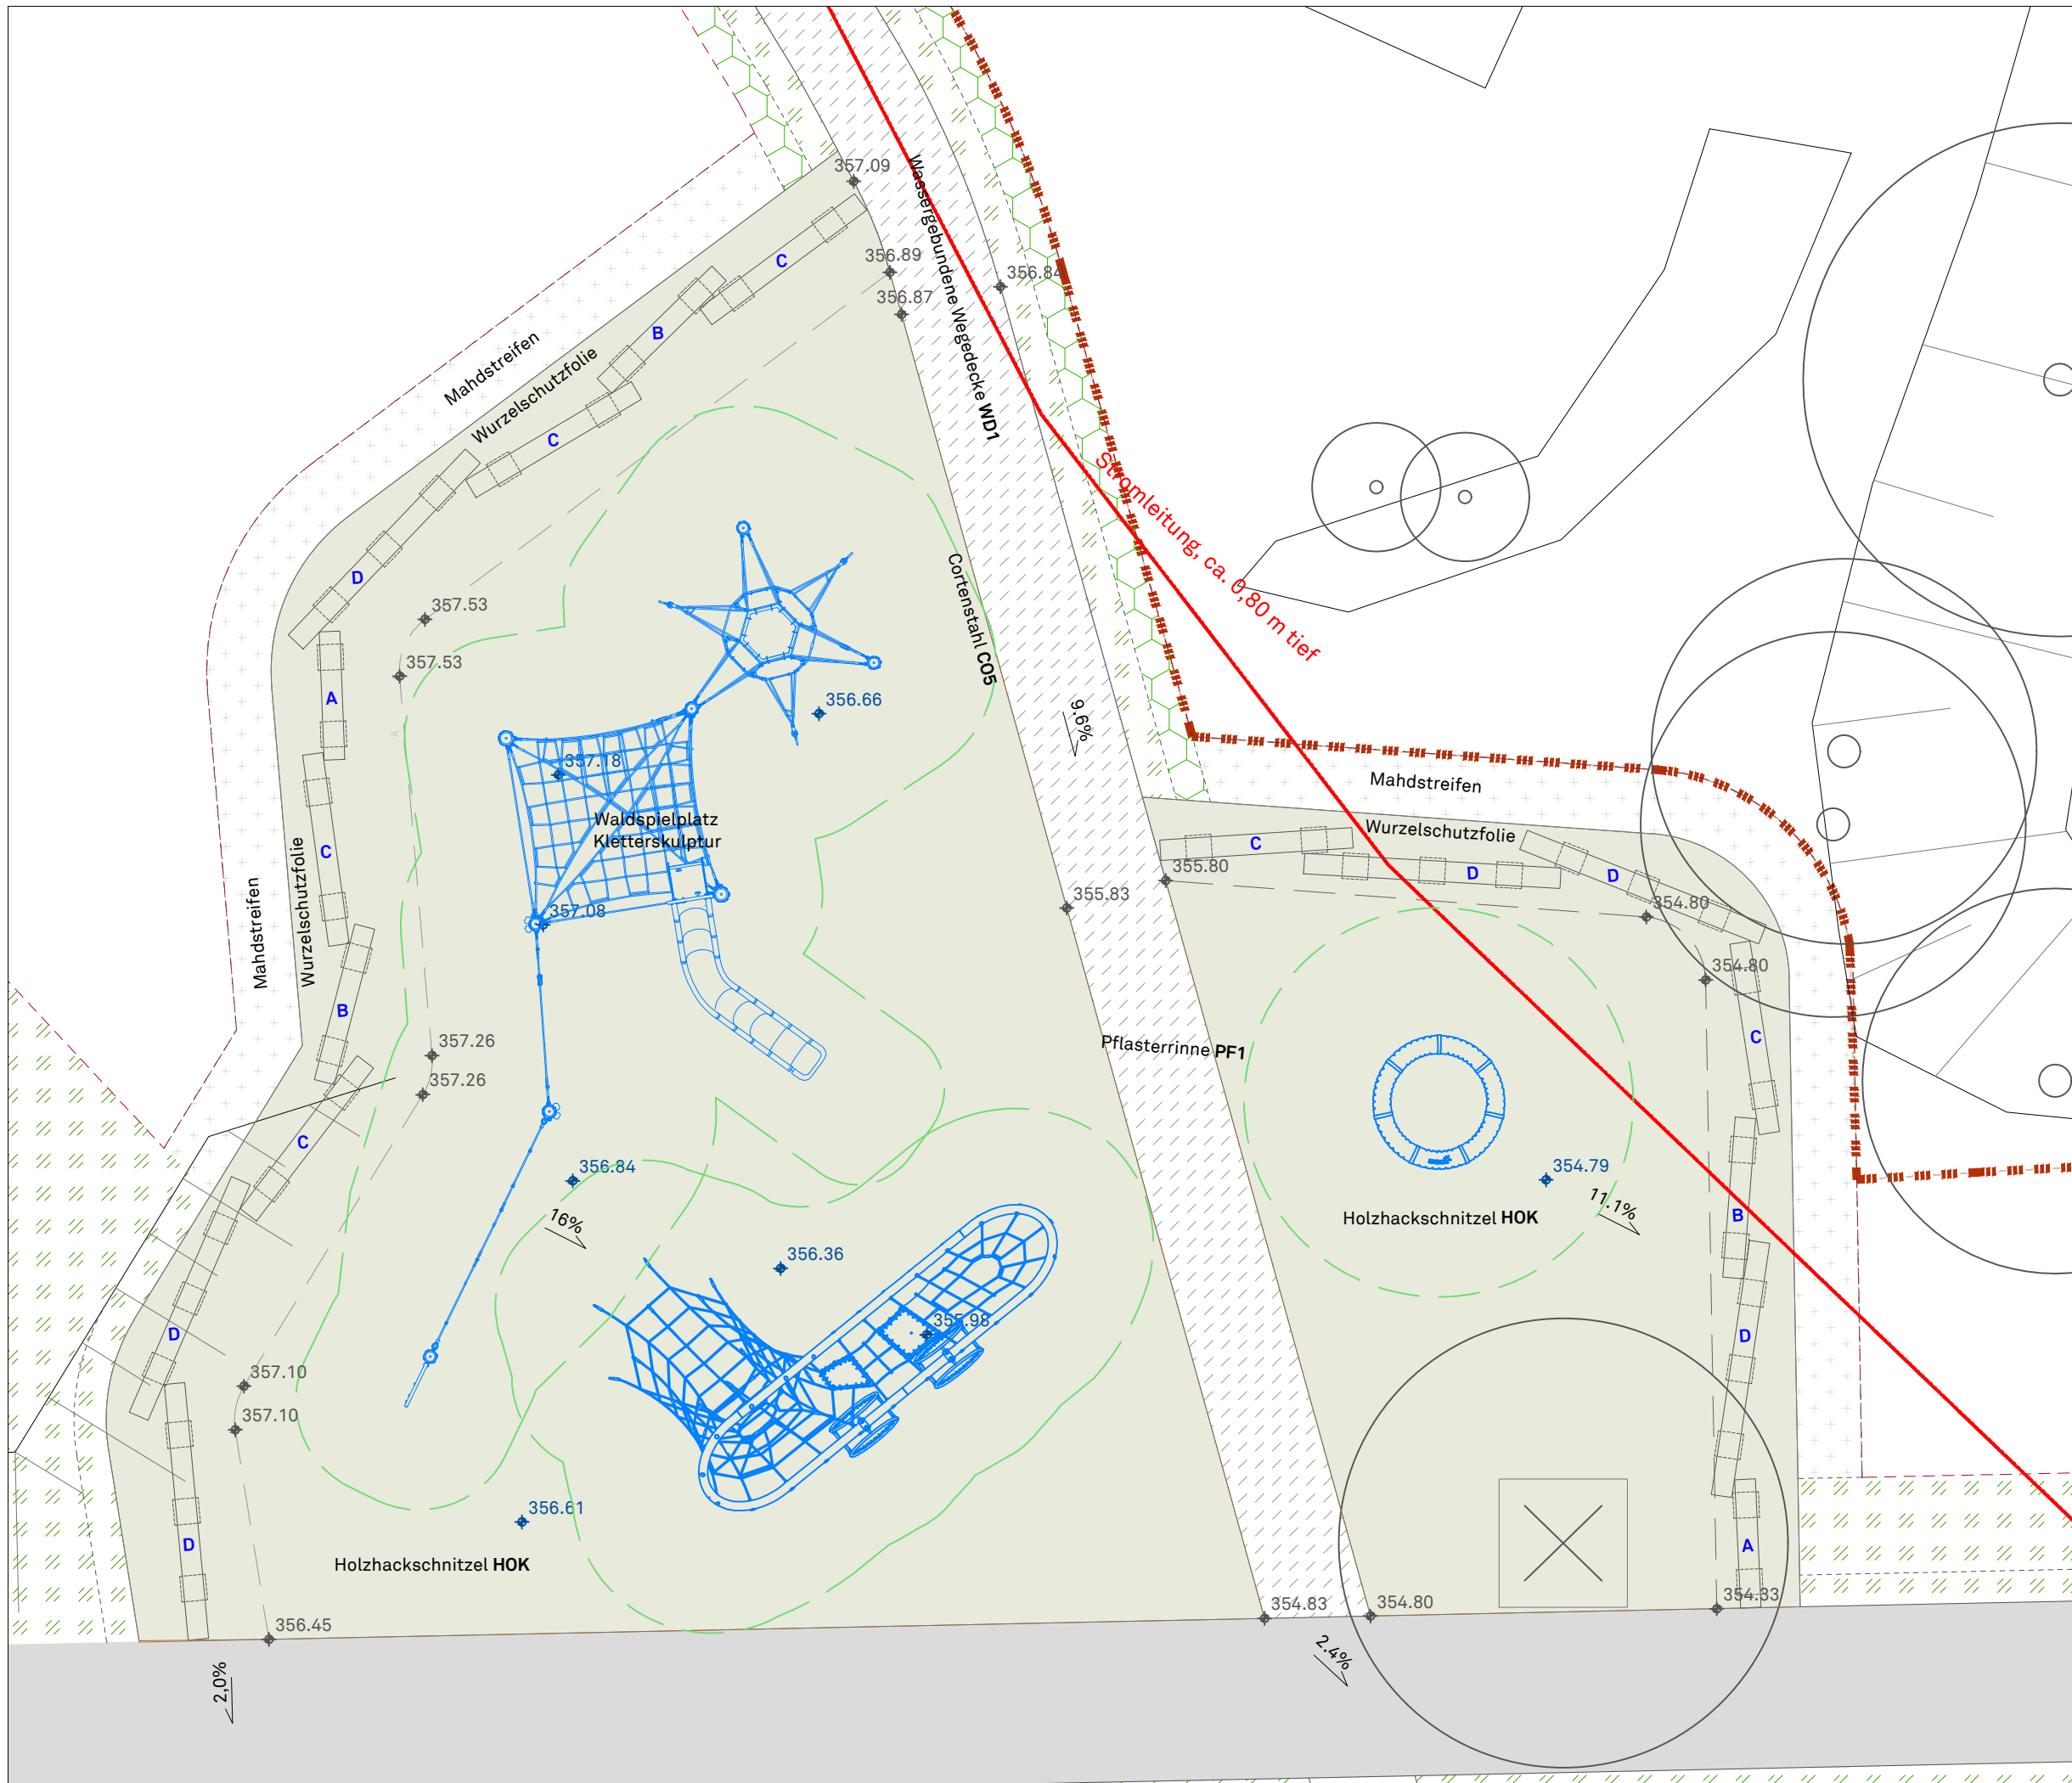 357.09
Wassergebundene Wegedecke WD1
C
356.89
356.84
356.87
B
Mahdstreifen
Wurzelschutzfolie
C
Stromleitung, ca. 0,80 m tief
D
357.53
Cortenstahl CO5
357.53
A
356.66
9.6%
A
357.18
Mahdstreifen
Waldspielplatz
Kletterskulptur
Wurzelschutzfolie
C
C
D
D
355.80
355.83
354.80
357.08
Mahdstreifen
Wurzelschutzfolie
354.80
B
C
357.26
Pflasterrinne PF1
357.26
C
356.84
354.79
16%
11.1%
Holzhackschnitzel HOK
B
356.36
355.98
D
D
357.10
357.10
356.61
D
A
Holzhackschnitzel HOK
354.83
354.80
354.33
356.45
2,0%
2.4%